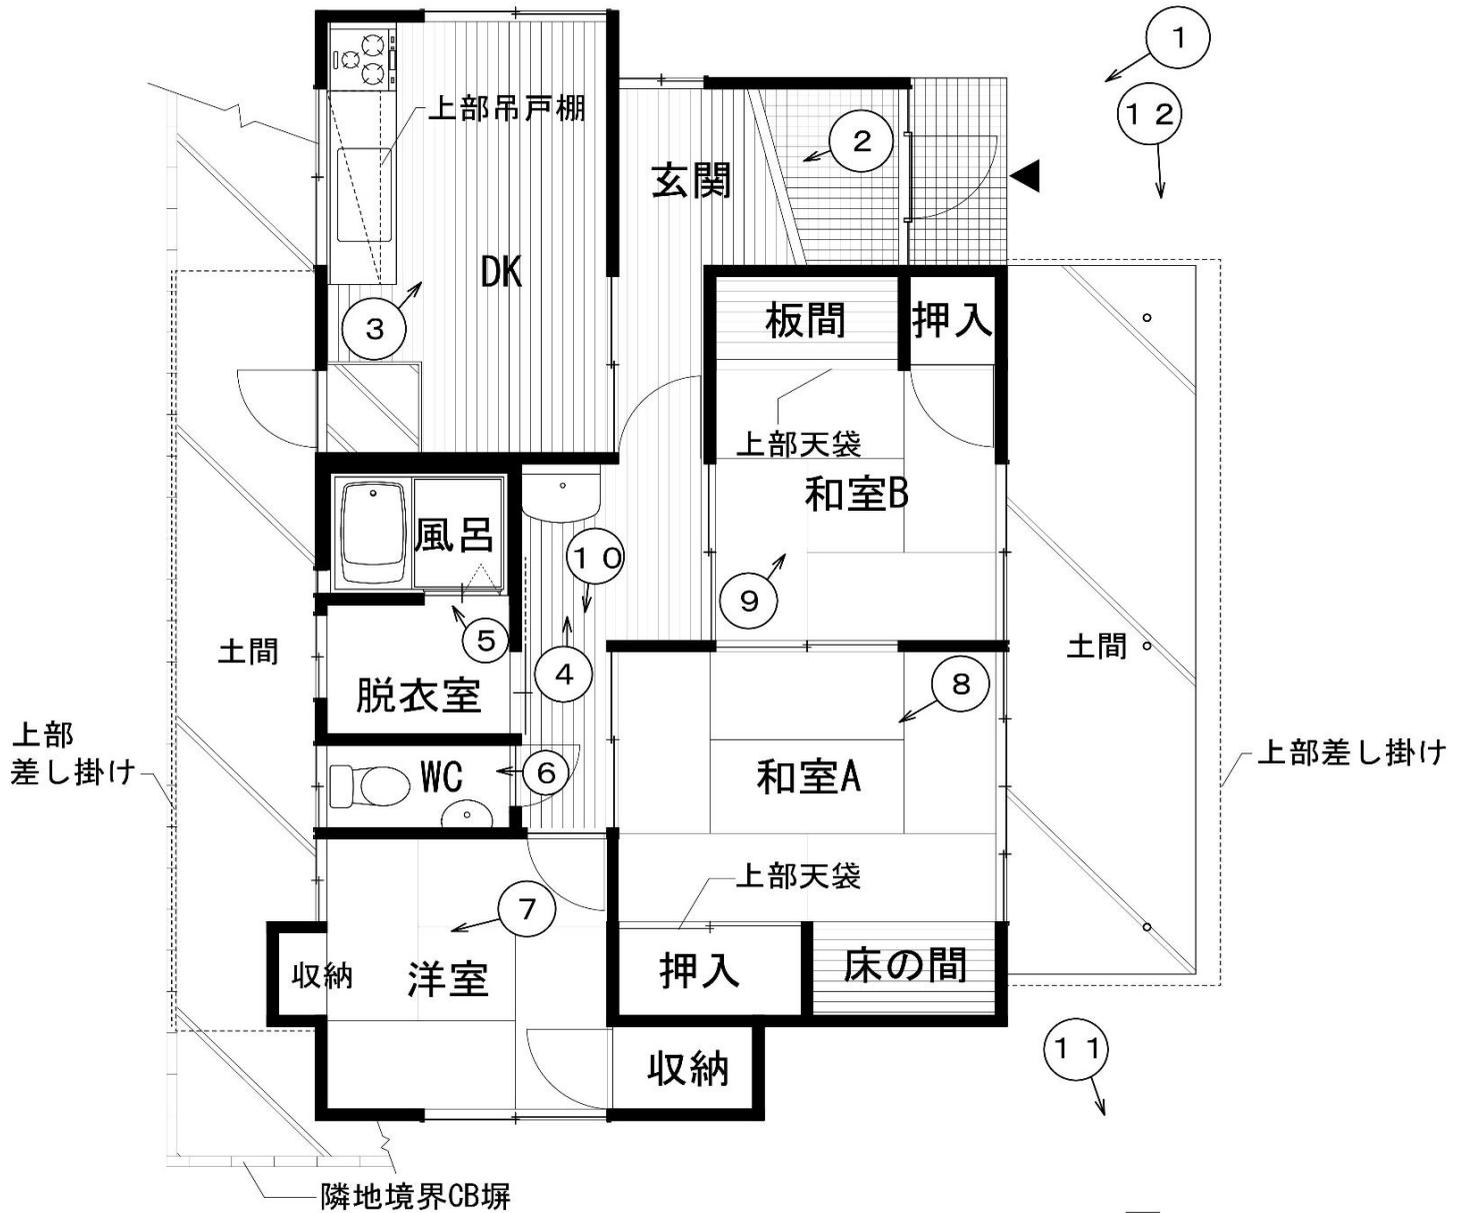 １
１２
上部吊戸棚
２
玄関
DK
３
板間
押入
上部天袋
和室B
風呂
１０
９
５
土間
４
土間
脱衣室
８
上部
差し掛け
WC
６
和室A
上部差し掛け
上部天袋
７
収納
洋室
押入
床の間
収納
１１
隣地境界CB塀